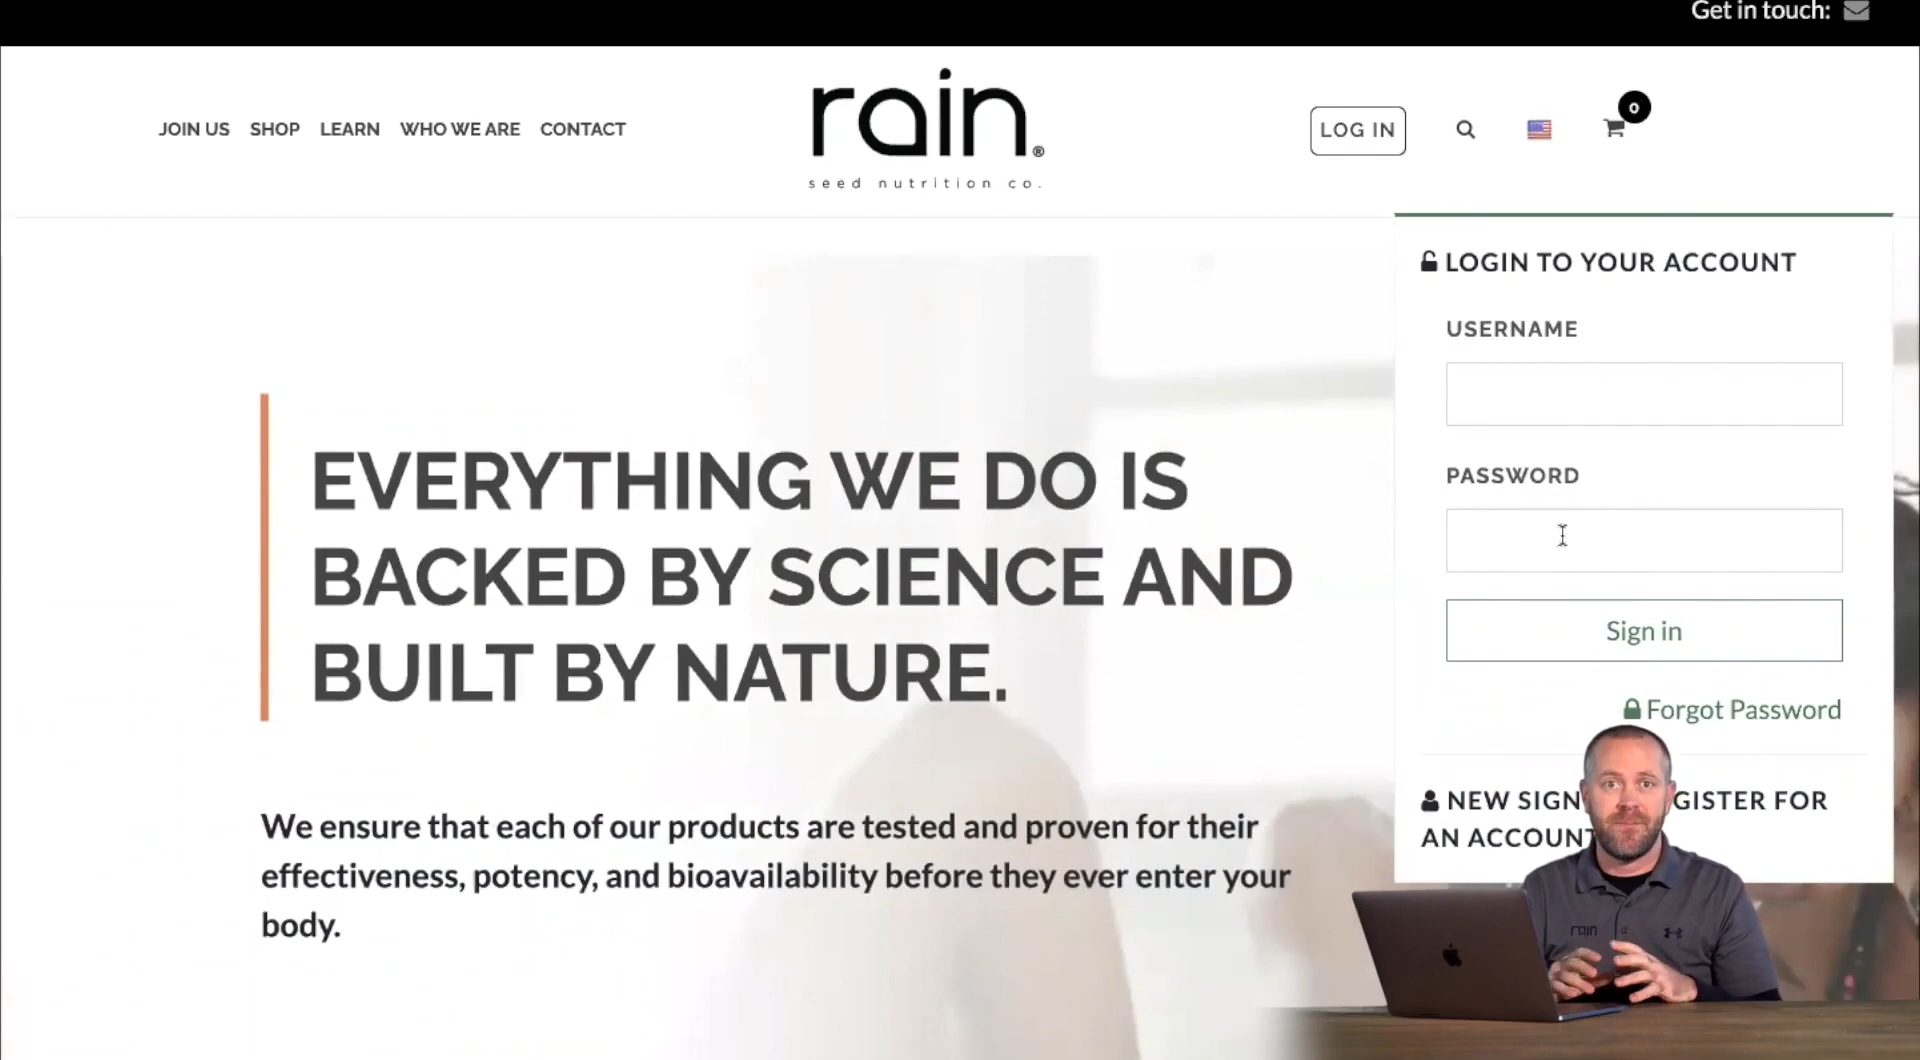 Get in touch:
JOIN US SHOP LEARN WHO WE ARE CONTACT
rain®
seed nutrition co.
LOG IN
0
LOGIN TO YOUR ACCOUNT
USERNAME
PASSWORD
Sign in
Forgot Password
NEW SIGN GISTER FOR
AN ACCOUNT
EVERYTHING WE DO IS
BACKED BY SCIENCE AND
BUILT BY NATURE.
We ensure that each of our products are tested and proven for their
effectiveness, potency, and bioavailability before they ever enter your
body.
rain